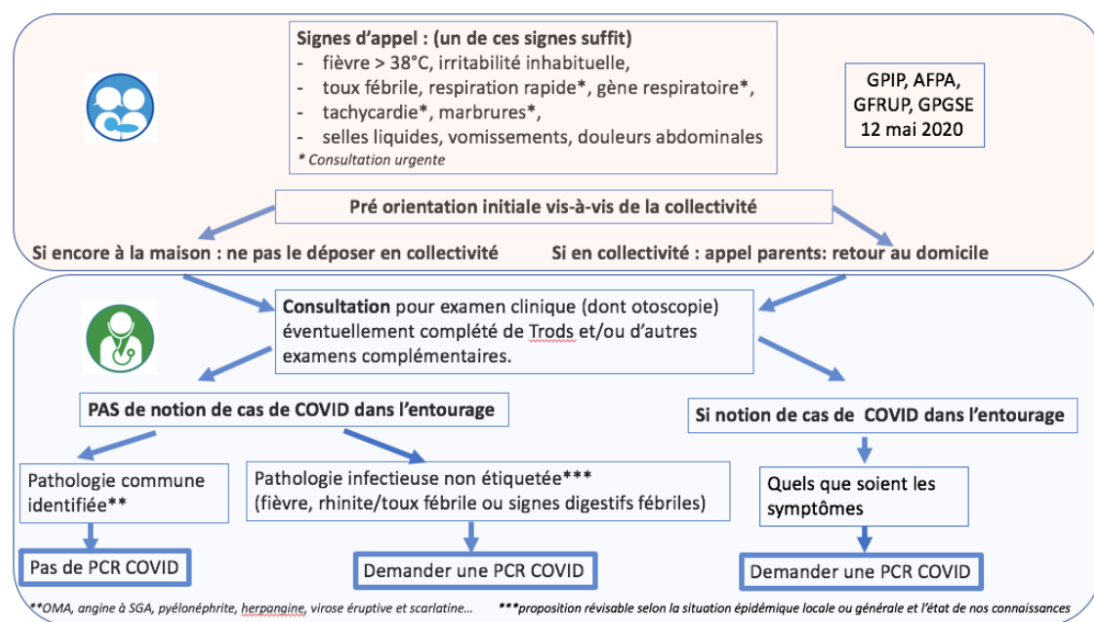 Signes d'appel : (un de ces signes suffit)
- fièvre > 38°C, irritabilité inhabituelle,
- toux fébrile, respiration rapide*, gène respiratoire*,
- tachycardie*, marbrures*,
- selles liquides, vomissements, douleurs abdominales
* Consultation urgente
GPIP, AFPA,
GFRUP, GPGSE
12 mai 2020
Pré orientation initiale vis-à-vis de la collectivité
Si encore à la maison : ne pas le déposer en collectivité
Si en collectivité : appel parents: retour au domicile
Consultation pour examen clinique (dont otoscopie)
éventuellement complété de Trods et/ou d'autres
examens complémentaires.
PAS de notion de cas de COVID dans l'entourage
Si notion de cas de COVID dans l'entourage
Pathologie commune
identifiée**
Pathologie infectieuse non étiquetée***
(fièvre, rhinite/toux fébrile ou signes digestifs fébriles)
Quels que soient les
symptômes
Pas de PCR COVID
Demander une PCR COVID
Demander une PCR COVID
**OMA, angine à SGA, pyélonéphrite, herpangine, virose éruptive et scarlatine...
***proposition révisable selon la situation épidémique locale ou générale et l'état de nos connaissances